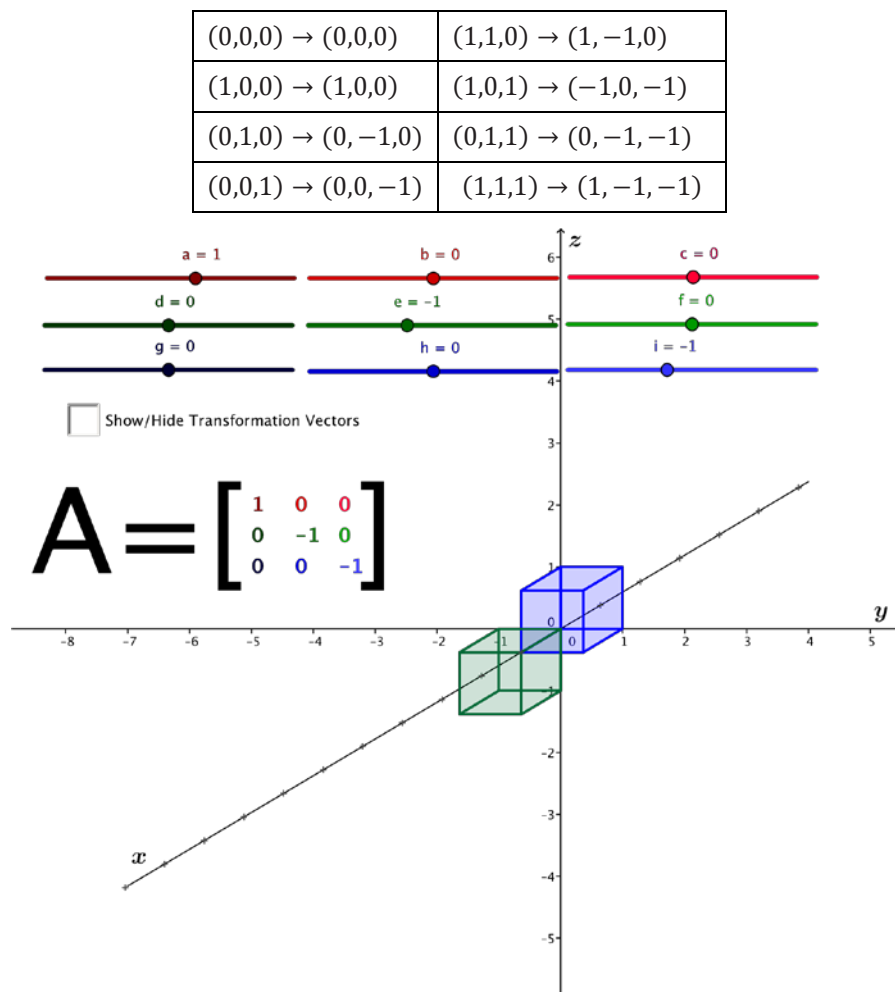 (0,0,0) → (0,0,0) (1,1,0) → (1, −1,0)
(1,0,0) → (1,0,0) (1,0,1) → (−1,0, −1)
(0,1,0) → (0, −1,0) (0,1,1) → (0, −1, −1)
(0,0,1) → (0,0, −1) (1,1,1) → (1, −1, −1)
a = 1 b = 0 c = 0
d = 0 e = -1 f = 0
g = 0 h = 0 i = -1
Show/Hide Transformation Vectors
A = [
1 0 0
0 -1 0
0 0 -1
]
z
6
5
4
3
2
1
0
y
-8 -7 -6 -5 -4 -3 -2 -1 0 1 2 3 4 5
-1
-2
-3
x
-4
-5